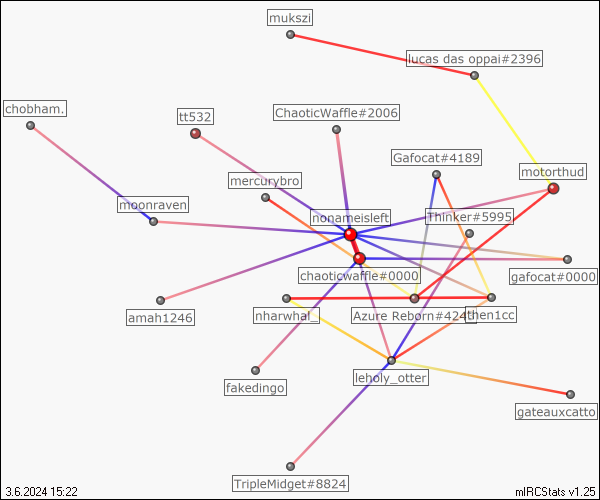 mukszi
lucas das oppai#2396
chobham.
tt532
ChaoticWaffle#2006
Gafocat#4189
motorthud
mercurybro
moonraven
nonameisleft
Thinker#5995
chaoticwaffle#0000
gafocat#0000
amah1246
nharwhal_
Azure Reborn#424
then1cc
fakedingo
leholy_otter
gateauxcatto
TripleMidget#8824
3.6.2024 15:22
mIRCStats v1.25